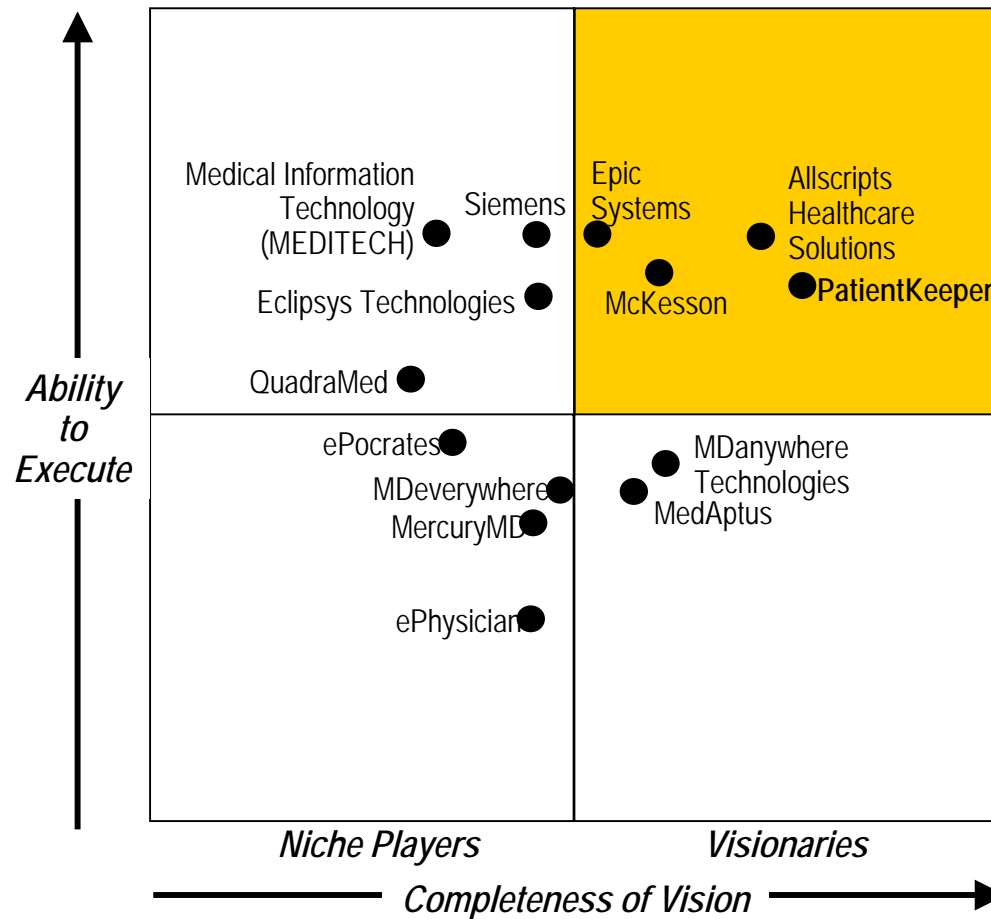 Medical Information
Technology
(MEDITECH)
Siemens
Epic
Systems
Allscripts
Healthcare
Solutions
Eclipsys Technologies
McKesson
PatientKeeper
QuadraMed
Ability
to
Execute
ePocrates
MDeverywhere
MercuryMD
MDanywhere
Technologies
MedAptus
ePhysician
Niche Players
Visionaries
Completeness of Vision